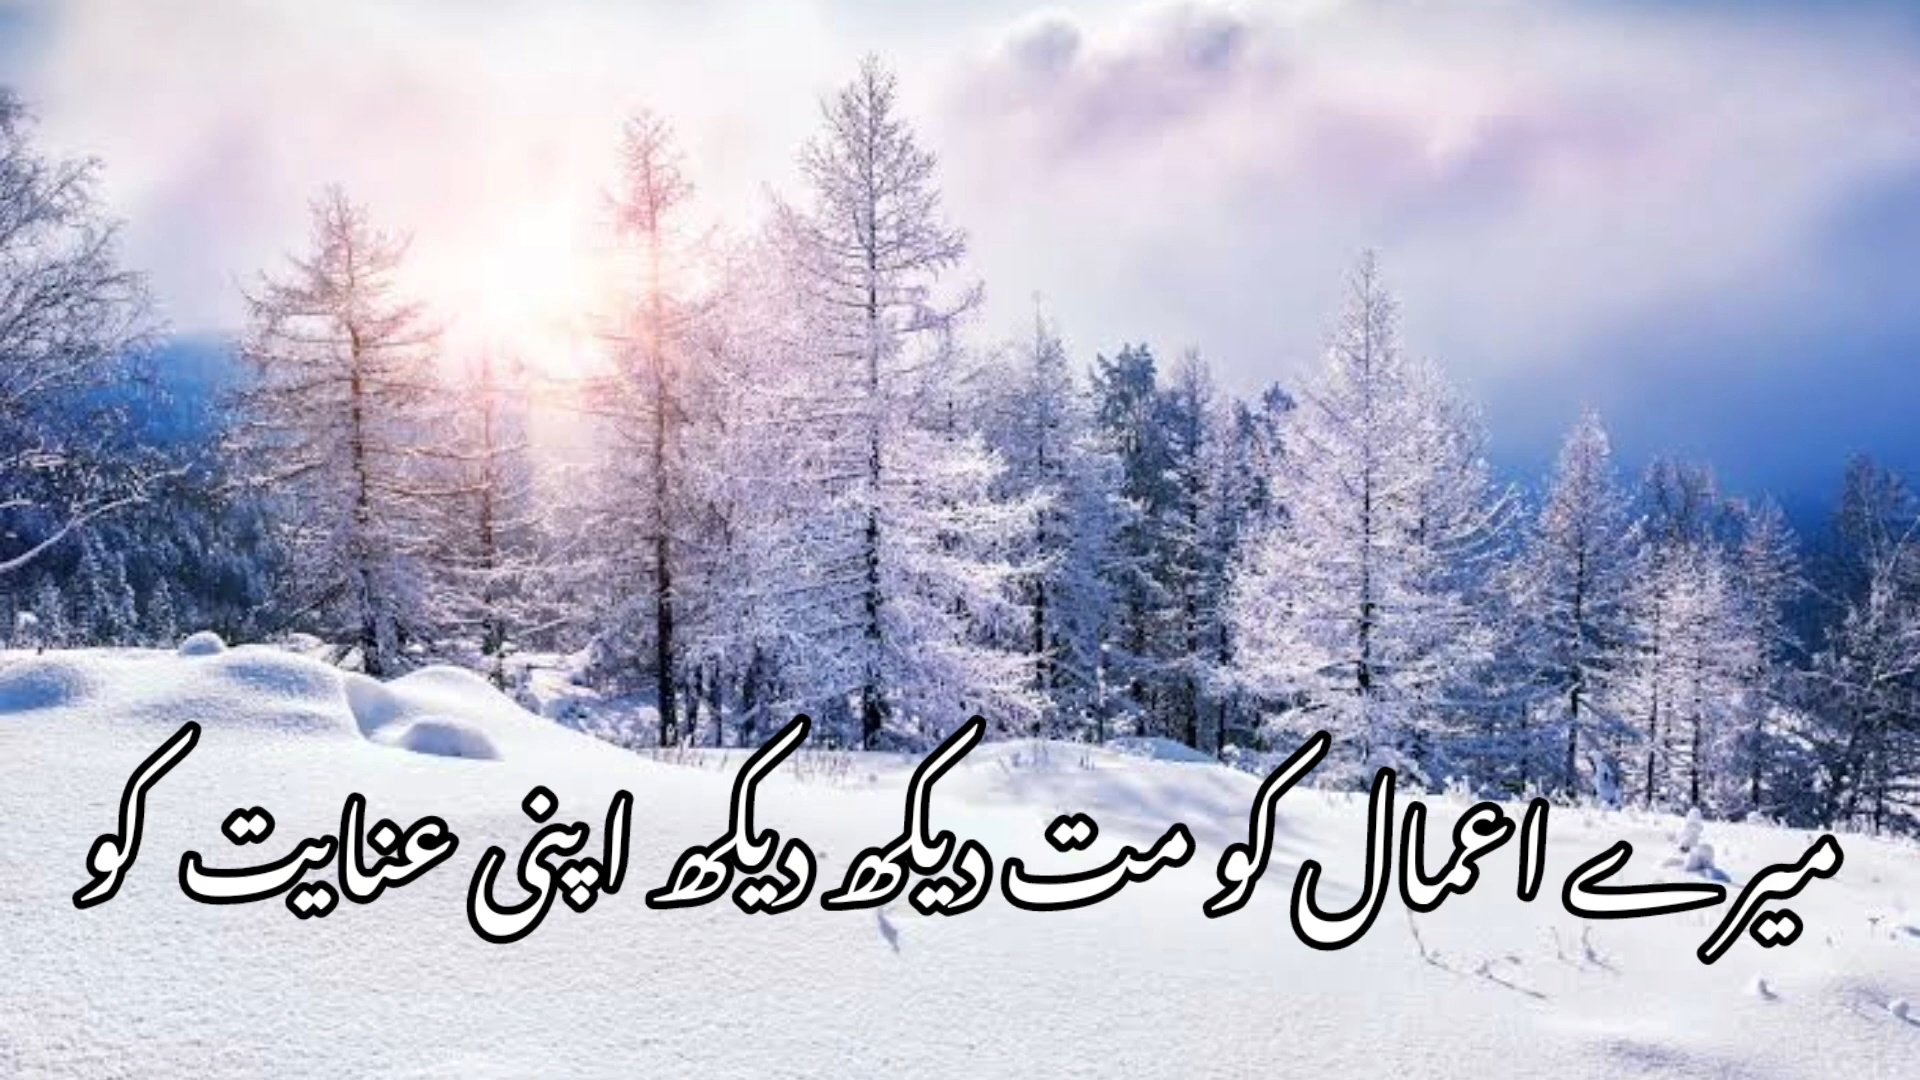 میرے اعمال کو مت دیکھ دیکھ اپنی عنایت کو